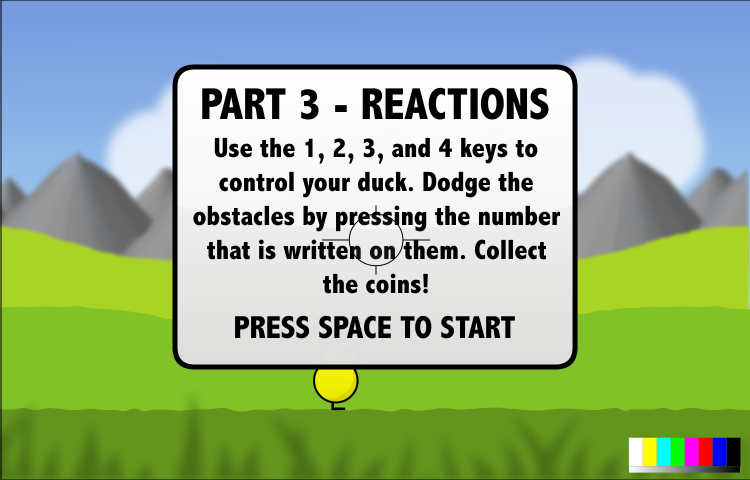 PART 3 - REACTIONS
Use the 1, 2, 3, and 4 keys to
control your duck. Dodge the
obstacles by pressing the number
that is written on them. Collect
the coins!
PRESS SPACE TO START